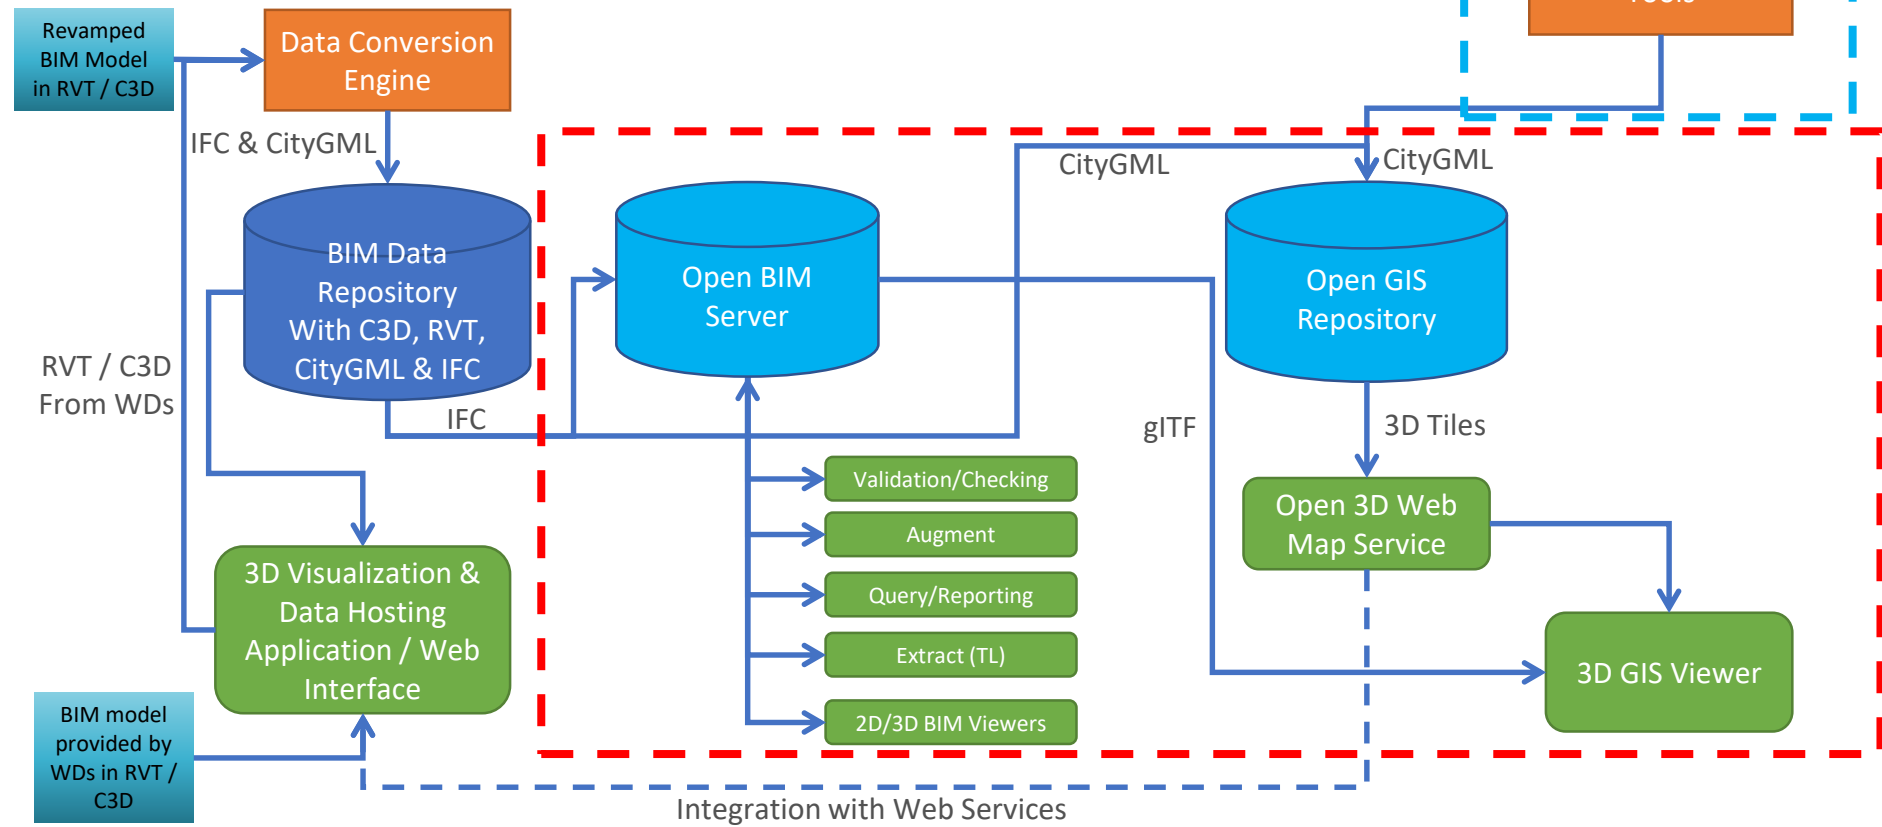 Revamped
BIM Model
in RVT / C3D
Data Conversion
Engine
IFC & CityGML
CityGML
CityGML
BIM Data
Repository
With C3D, RVT,
CityGML & IFC
Open BIM
Server
Open GIS
Repository
RVT / C3D
From WDs
IFC
glTF
3D Tiles
Validation/Checking
Augment
Query/Reporting
Extract (TL)
2D/3D BIM Viewers
Open 3D Web
Map Service
3D Visualization &
Data Hosting
Application / Web
Interface
3D GIS Viewer
BIM model
provided by
WDs in RVT /
C3D
Integration with Web Services